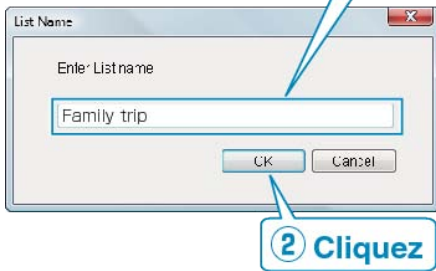 List Name
X
Enter List name
Family trip
OK
Cancel
② Cliquez